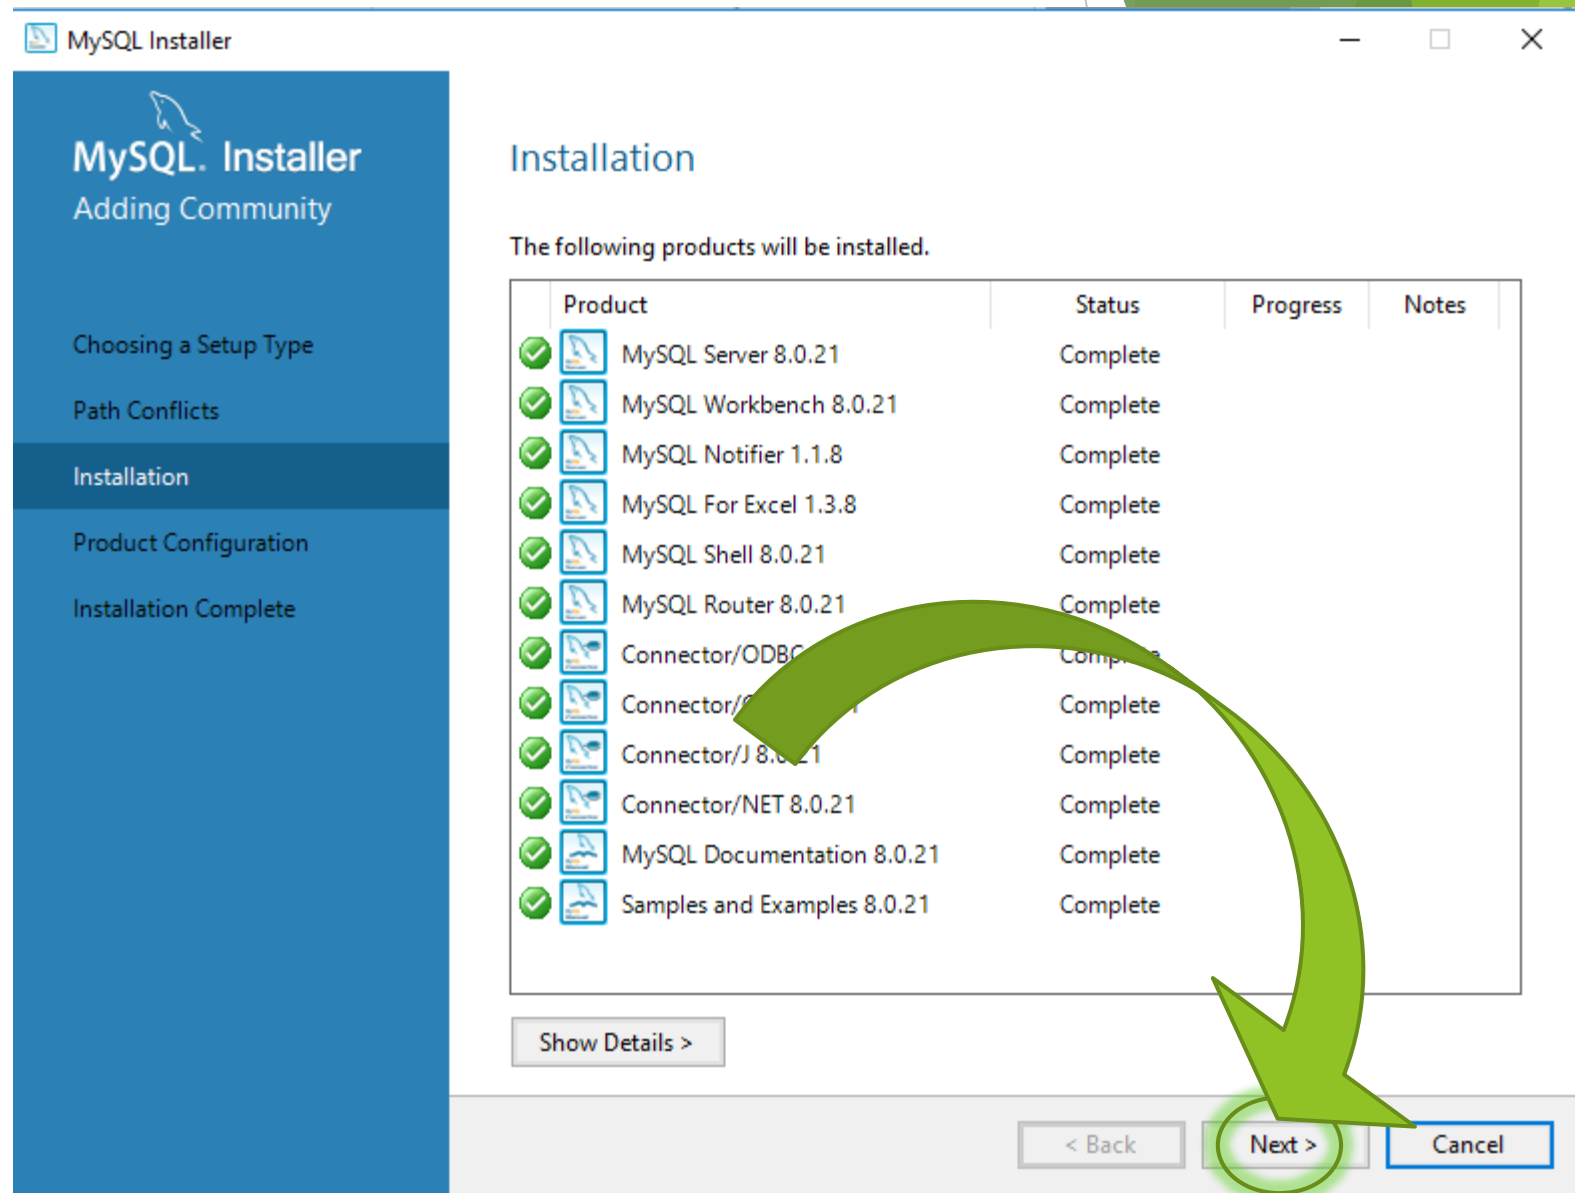 MySQL Installer
MySQL. Installer
Adding Community
Choosing a Setup Type
Path Conflicts
Installation
Product Configuration
Installation Complete
Installation
The following products will be installed.
Product Status Progress Notes
MySQL Server 8.0.21 Complete
MySQL Workbench 8.0.21 Complete
MySQL Notifier 1.1.8 Complete
MySQL For Excel 1.3.8 Complete
MySQL Shell 8.0.21 Complete
MySQL Router 8.0.21 Complete
Connector/ODBC Complete
Complete
Connector/J 8.0.21 Complete
Connector/NET 8.0.21 Complete
MySQL Documentation 8.0.21 Complete
Samples and Examples 8.0.21 Complete
Show Details >
< Back Next > Cancel